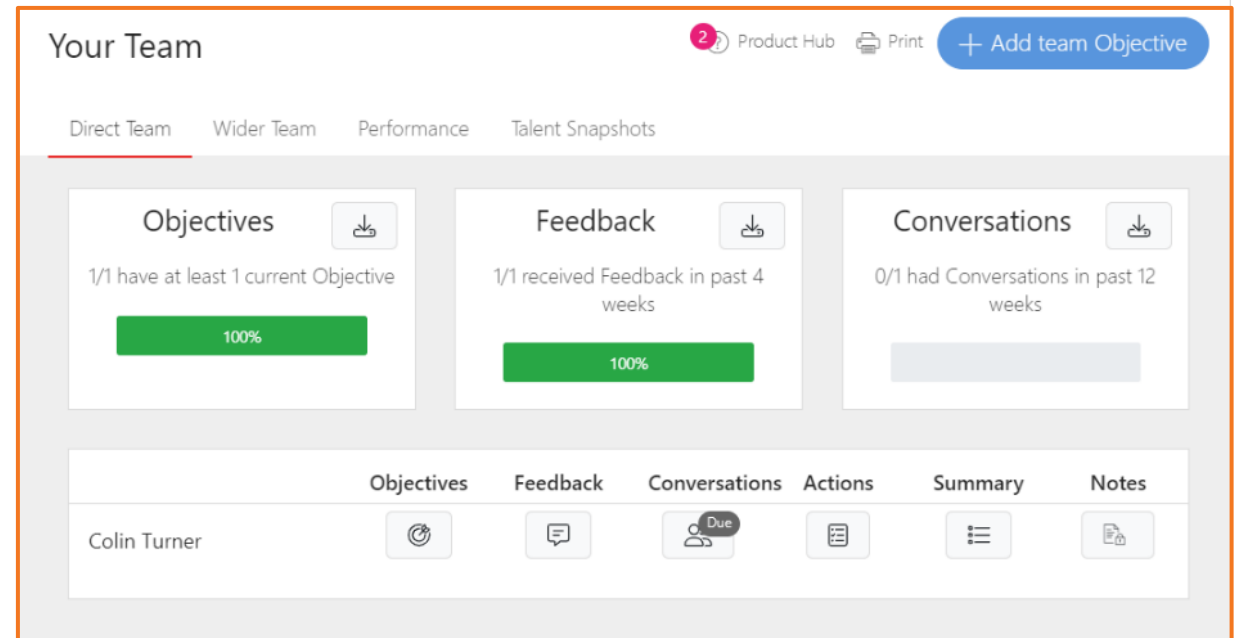 Your Team
2 ? Product Hub Print + Add team Objective
Direct Team Wider Team Performance Talent Snapshots
Objectives Feedback Conversations
1/1 have at least 1 current Objective
1/1 received Feedback in past 4
weeks
0/1 had Conversations in past 12
weeks
100%
100%
Objectives Feedback Conversations Actions Summary Notes
Due
Colin Turner